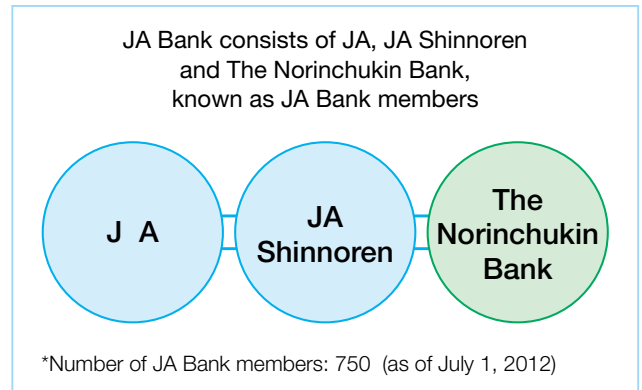 JA Bank consists of JA, JA Shinnoren
and The Norinchukin Bank,
known as JA Bank members
J A
JA
Shinnoren
The
Norinchukin
Bank
*Number of JA Bank members: 750 (as of July 1, 2012)